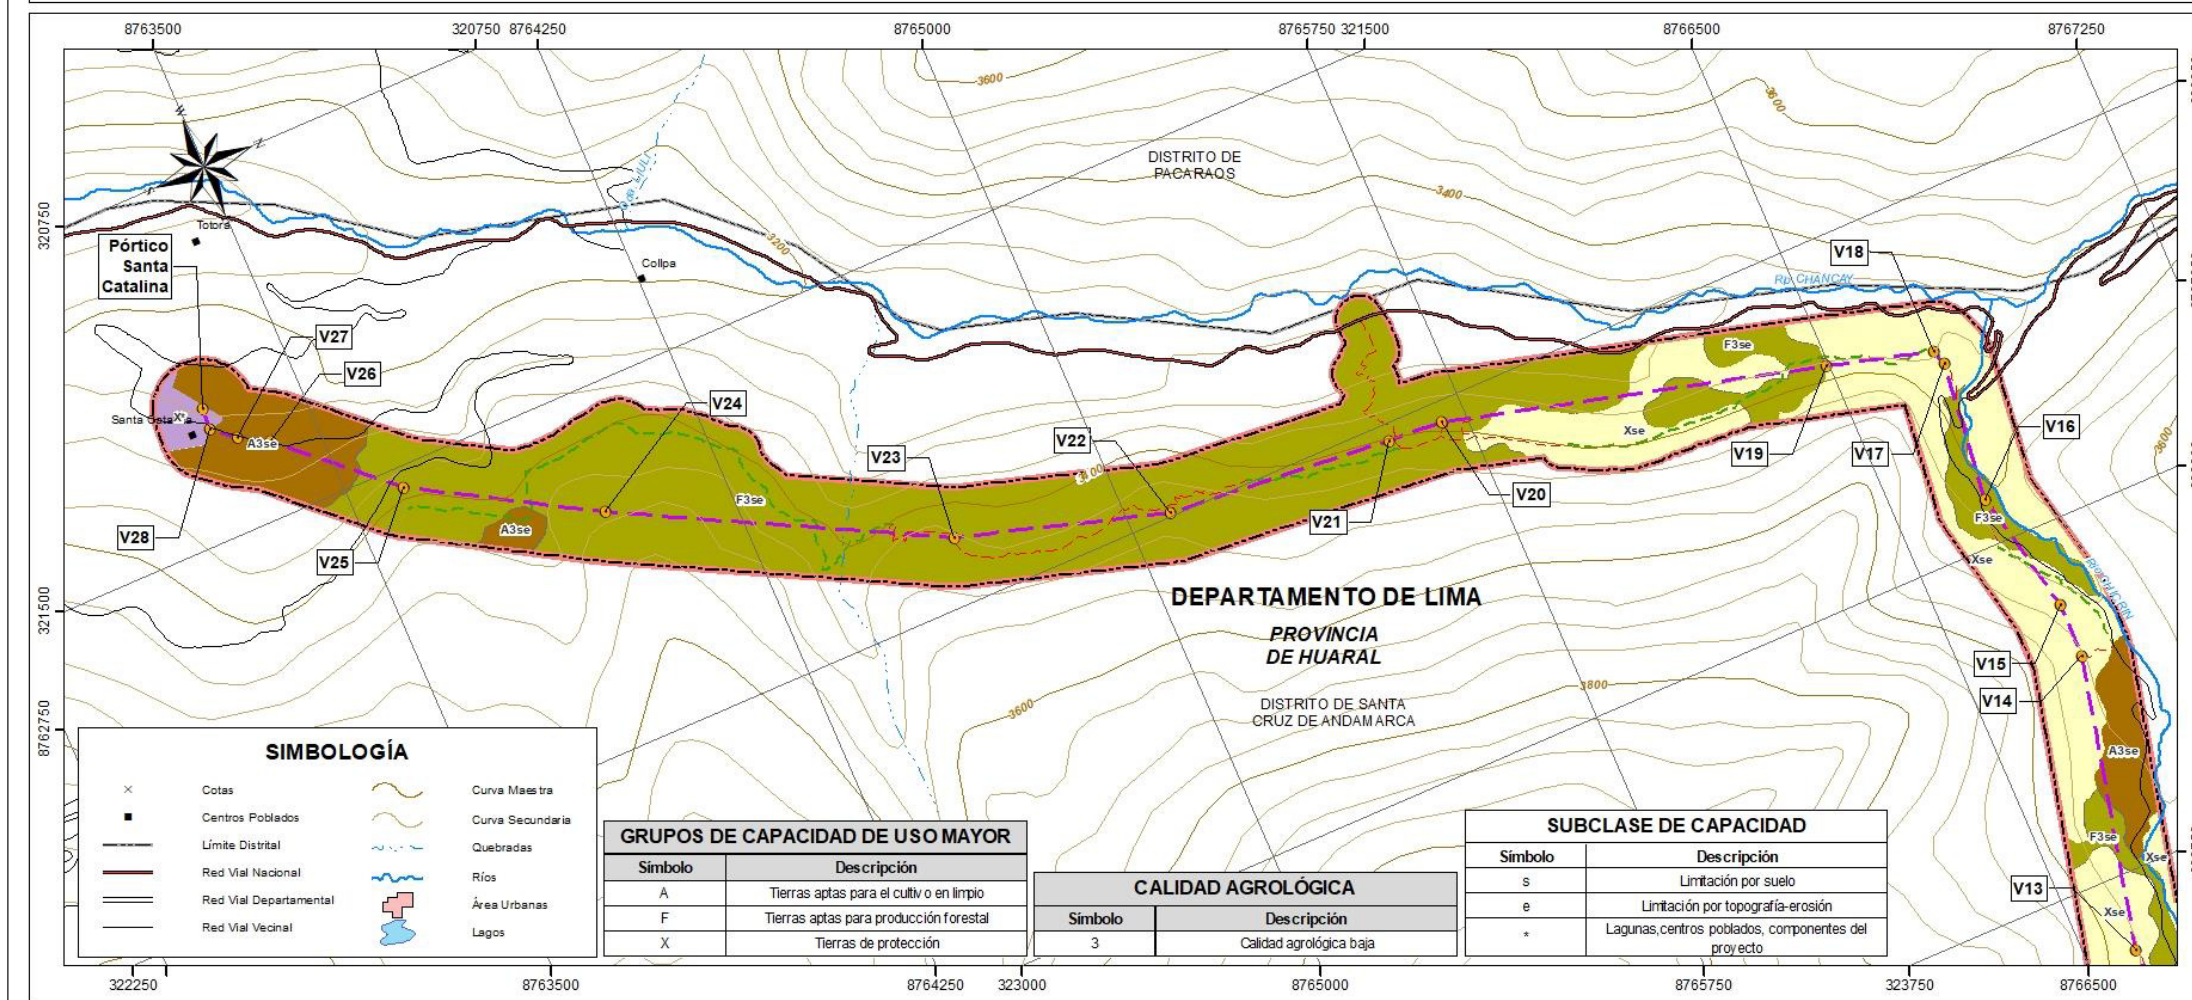 8763500
320750
8764250
8765000
8765750
321500
8766500
8767250
320750
321500
8762750
3600
3600
DISTRITO DE
PACARAOS
3400
Totora
Pórtico
Santa
Catalina
3200
Collpa
V18
Río CHANCAY
V27
V26
V24
F3se
X*
A3se
V23
V22
3400
Xse
V19
V17
V16
3600
V28
V25
A3se
F3se
V21
V20
F3se
Xse
DEPARTAMENTO DE LIMA
PROVINCIA
DE HUARAL
V15
V14
3800
3600
DISTRITO DE SANTA
CRUZ DE ANDAMARCA
A3se
F3se
Xse
V13
Xse
SIMBOLOGÍA
Cotas
Centros Poblados
Límite Distrital
Red Vial Nacional
Red Vial Departamental
Red Vial Vecinal
Curva Maestra
Curva Secundaria
Quebradas
Ríos
Área Urbanas
Lagos
GRUPOS DE CAPACIDAD DE USO MAYOR
Símbolo Descripción
A Tierras aptas para el cultivo en limpio
F Tierras aptas para producción forestal
X Tierras de protección
CALIDAD AGROLÓGICA
Símbolo Descripción
3 Calidad agrológica baja
SUBCLASE DE CAPACIDAD
Símbolo Descripción
s Limitación por suelo
e Limitación por topografía-erosión
* Lagunas,centros poblados, componentes del
proyecto
322250
8763500
8764250
323000
8765000
8765750
323750
8766500